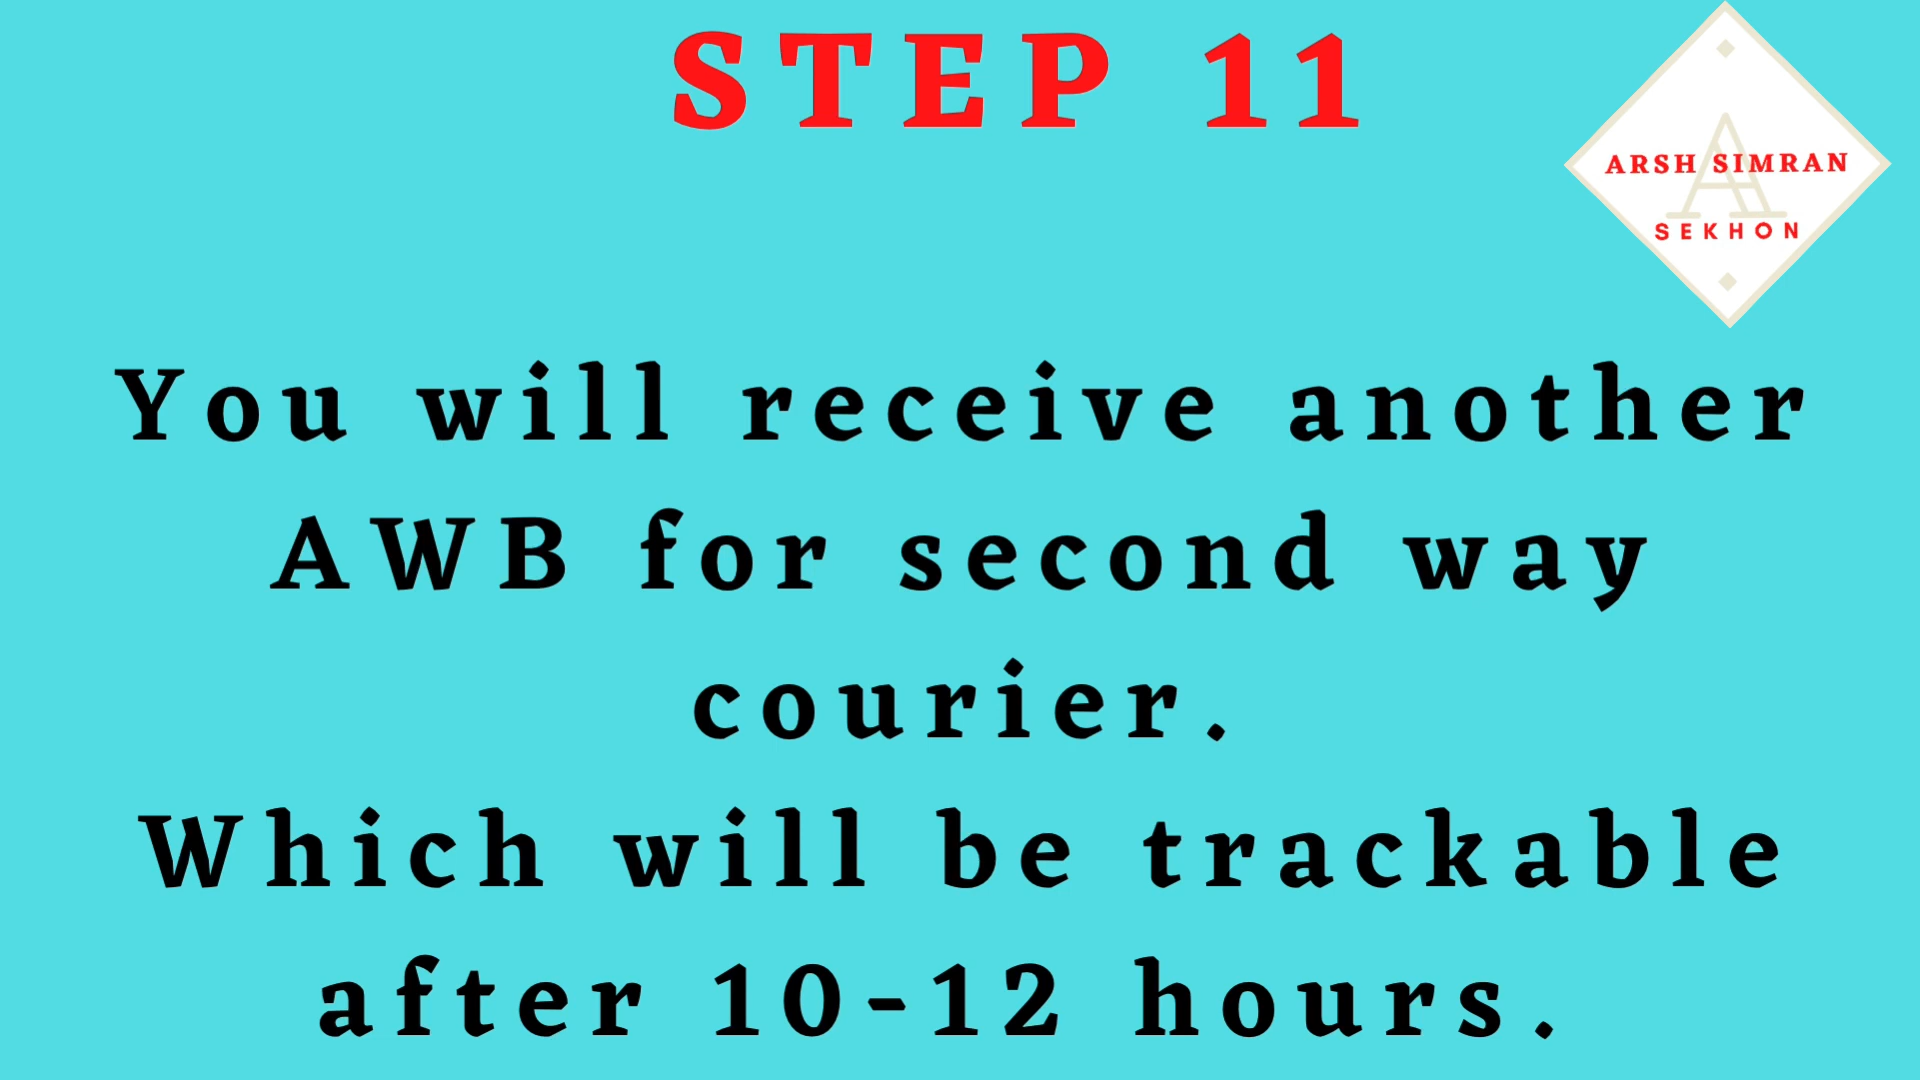 STEP 11
ARSH SIMRAN
SEKHON
You will receive another
AWB for second way
courier.
Which will be trackable
after 10-12 hours.